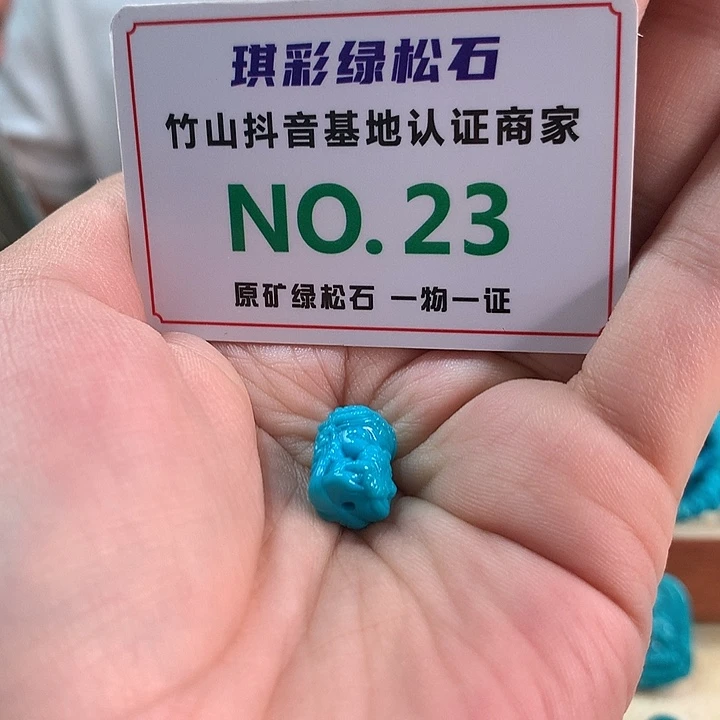 琪彩绿松石
竹山抖音基地认证商家
NO.23
原矿绿松石 一物一证